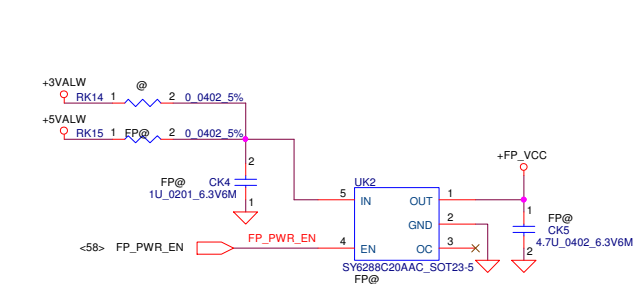 +3VALW
@
RK14 1 2 0_0402_5%
+5VALW
RK15 1 FP@ 2 0_0402_5%
+FP_VCC
2
FP@ CK4
1U_0201_6.3V6M
1
UK2
5 IN OUT 1
1
FP@
GND 2
CK5
4.7U_0402_6.3V6M
<58> FP_PWR_EN FP_PWR_EN 4 EN OC 3
2
SY6288C20AAC_SOT23-5
FP@